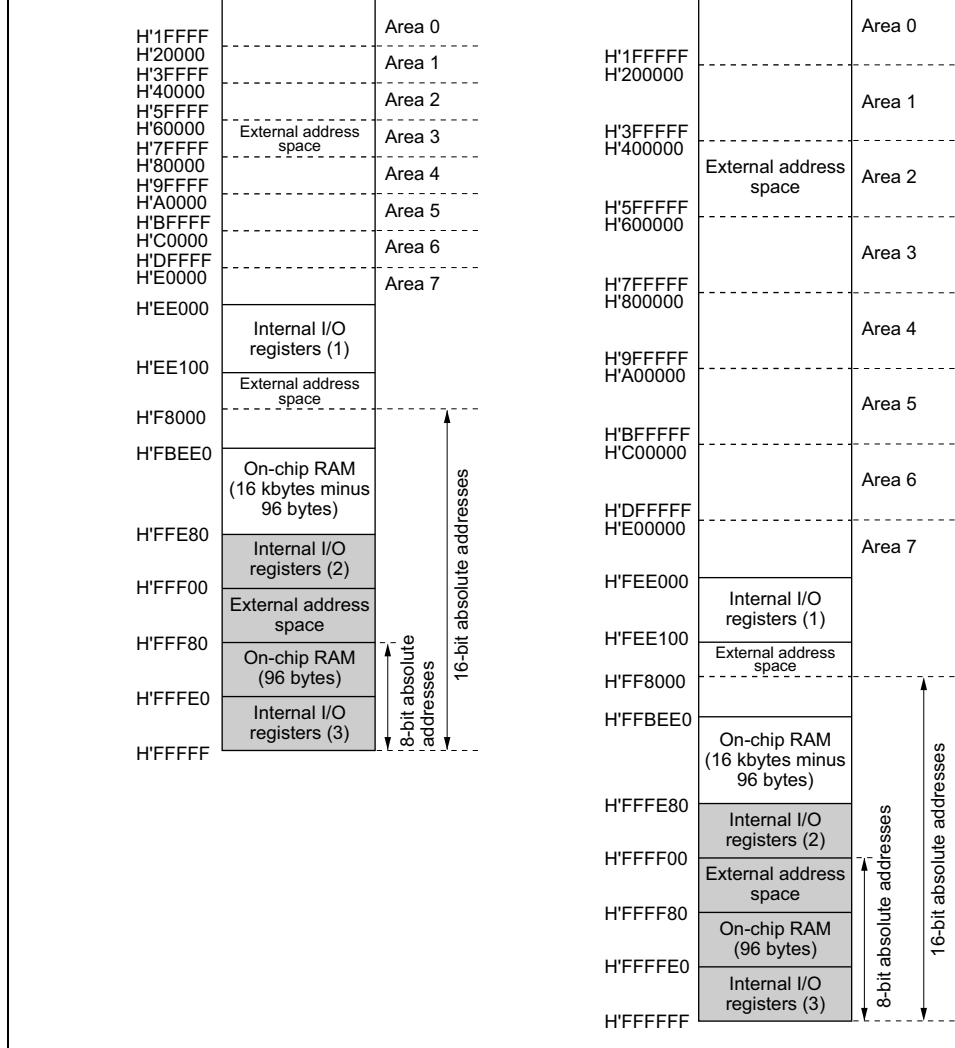 Area 0
H'1FFFF
H'20000
Area 1
H'3FFFF
H'40000
Area 2
H'5FFFF
H'60000
External address
space
Area 3
H'7FFFF
H'80000
Area 4
H'9FFFF
H'A0000
Area 5
H'BFFFF
H'C0000
Area 6
H'DFFFF
H'E0000
Area 7
H'EE000
Internal I/O
registers (1)
H'EE100
External address
space
H'F8000
H'FBEE0
On-chip RAM
(16 kbytes minus
96 bytes)
H'FFE80
Internal I/O
registers (2)
H'FFF00
External address
space
H'FFF80
On-chip RAM
(96 bytes)
H'FFFE0
Internal I/O
registers (3)
H'FFFFF
8-bit absolute
addresses
16-bit absolute addresses
Area 0
H'1FFFFF
H'200000
Area 1
H'3FFFFF
H'400000
External address
space
Area 2
H'5FFFFF
H'600000
Area 3
H'7FFFFF
H'800000
Area 4
H'9FFFFF
H'A00000
Area 5
H'BFFFFF
H'C00000
Area 6
H'DFFFFF
H'E00000
Area 7
H'FEE000
Internal I/O
registers (1)
H'FEE100
External address
space
H'FF8000
H'FFBEE0
On-chip RAM
(16 kbytes minus
96 bytes)
H'FFFE80
Internal I/O
registers (2)
H'FFFF00
External address
space
H'FFFF80
On-chip RAM
(96 bytes)
H'FFFFE0
Internal I/O
registers (3)
H'FFFFFF
8-bit absolute addresses
16-bit absolute addresses